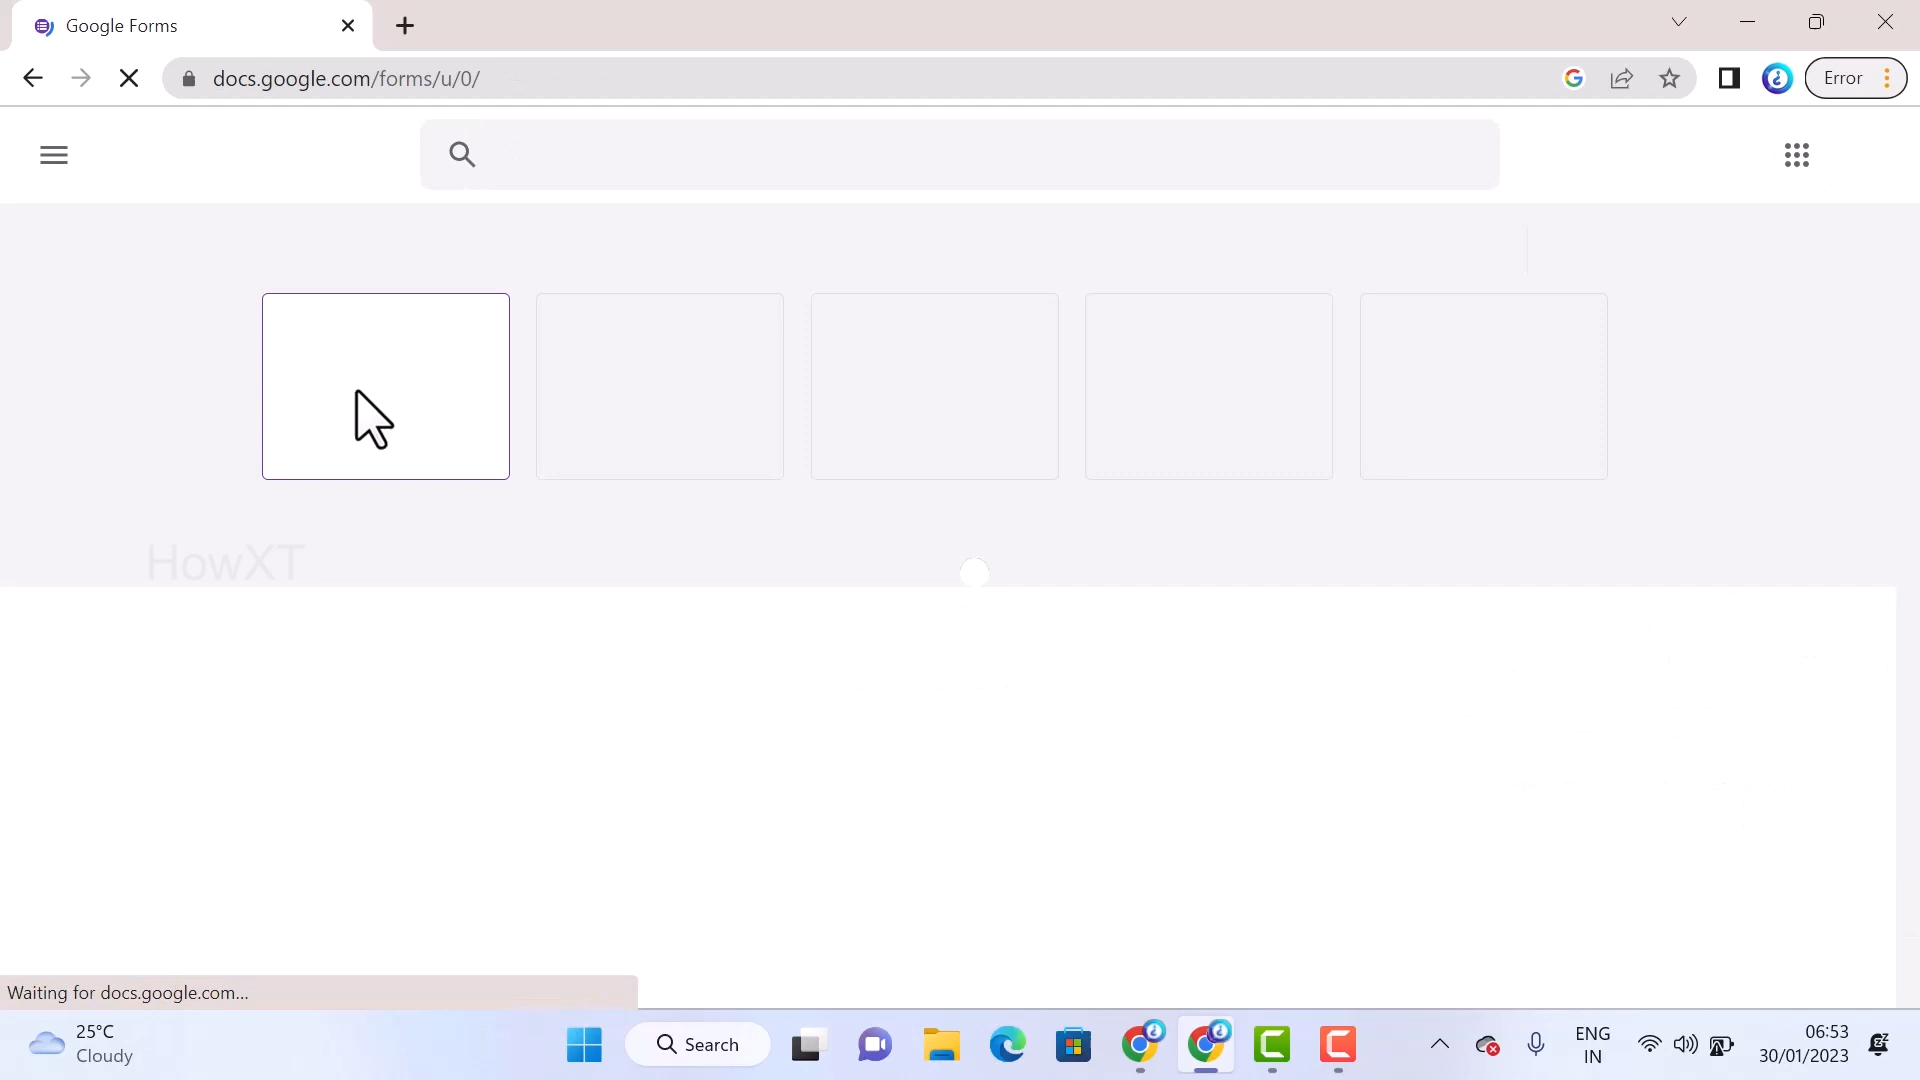 Google Forms
docs.google.com/forms/u/0/
Error
HowXT
Waiting for docs.google.com...
25°C
Cloudy
Search
ENG
IN
06:53
30/01/2023